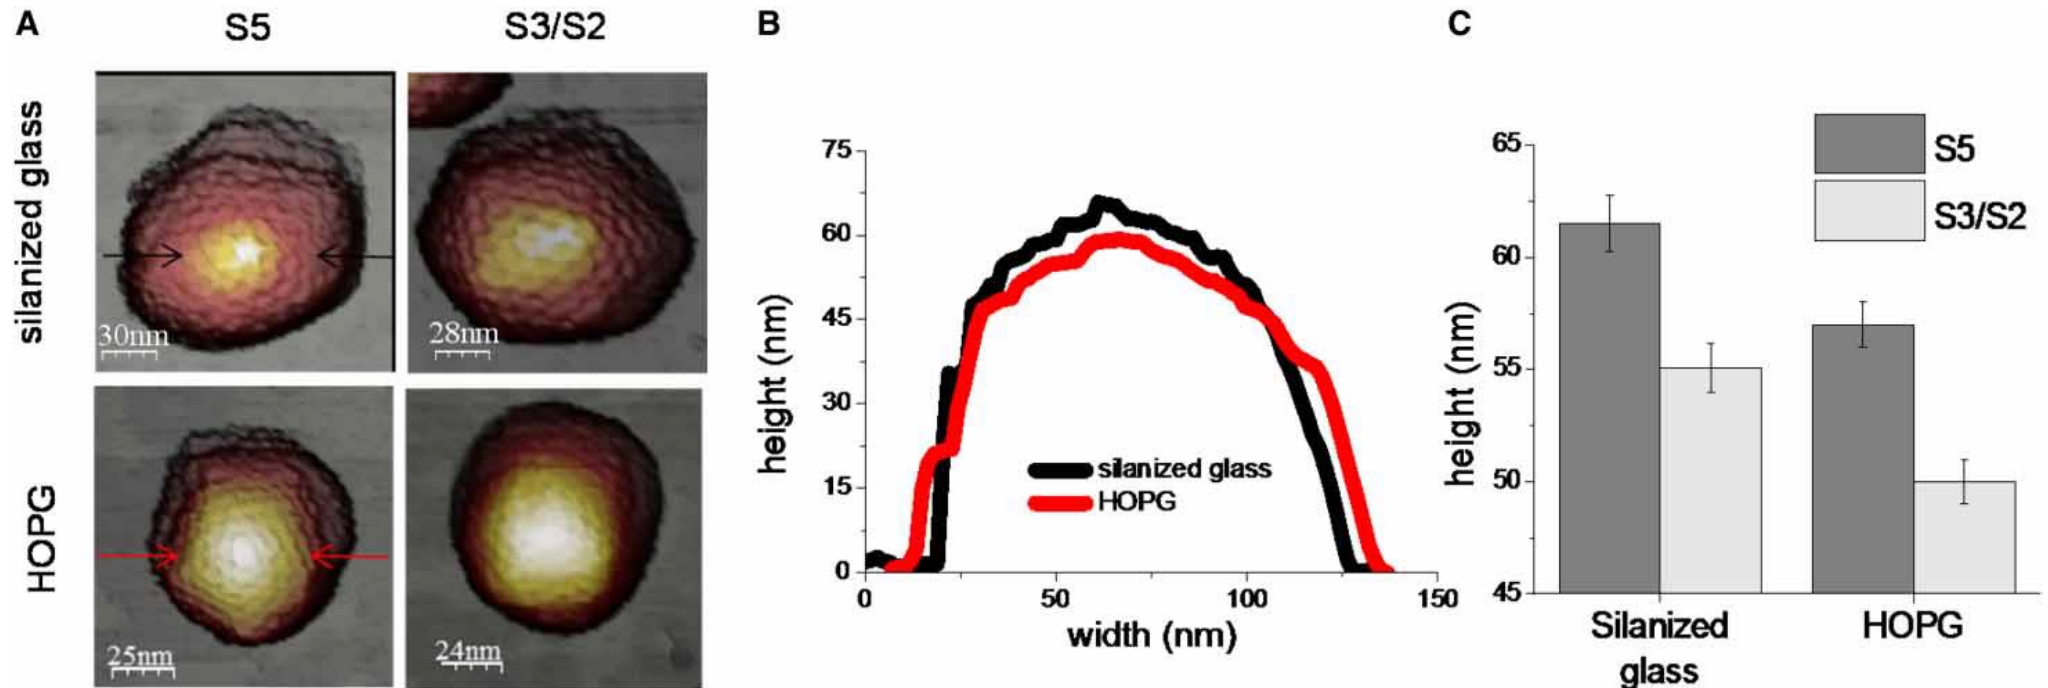 A
S5
S3/S2
silanized glass
HOPG
30nm
28nm
25nm
24nm
B
height (nm)
75
60
45
30
15
0
0 50 100 150
width (nm)
silanized glass
HOPG
C
height (nm)
65
60
55
50
45
S5
S3/S2
Silanized
glass
HOPG